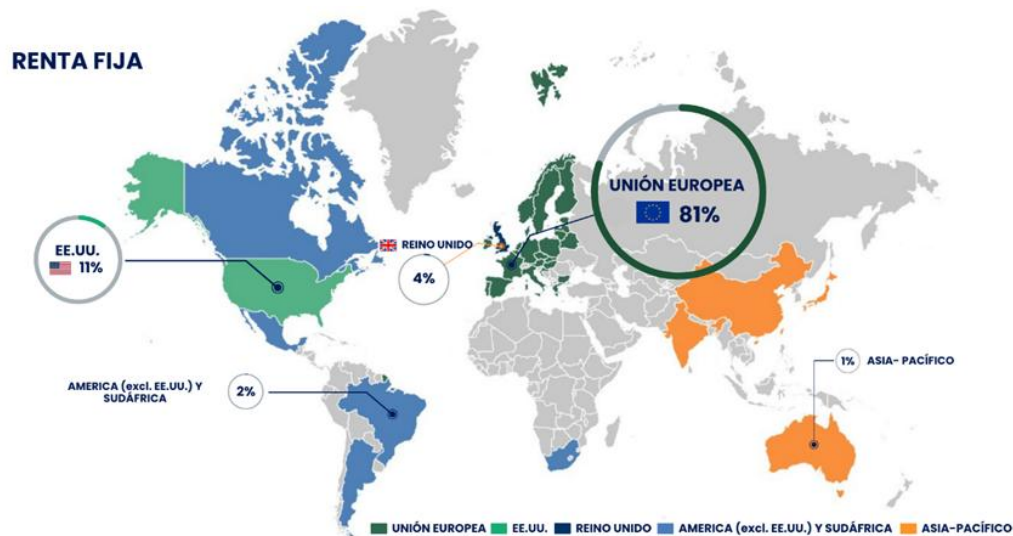 RENTA FIJA
UNIÓN EUROPEA
81%
EE.UU.
11%
REINO UNIDO
4%
AMERICA (excl. EE.UU.) Y
SUDÁFRICA
2%
1%
ASIA- PACÍFICO
UNIÓN EUROPEA EE.UU. REINO UNIDO AMERICA (excl. EE.UU.) Y SUDÁFRICA ASIA-PACÍFICO